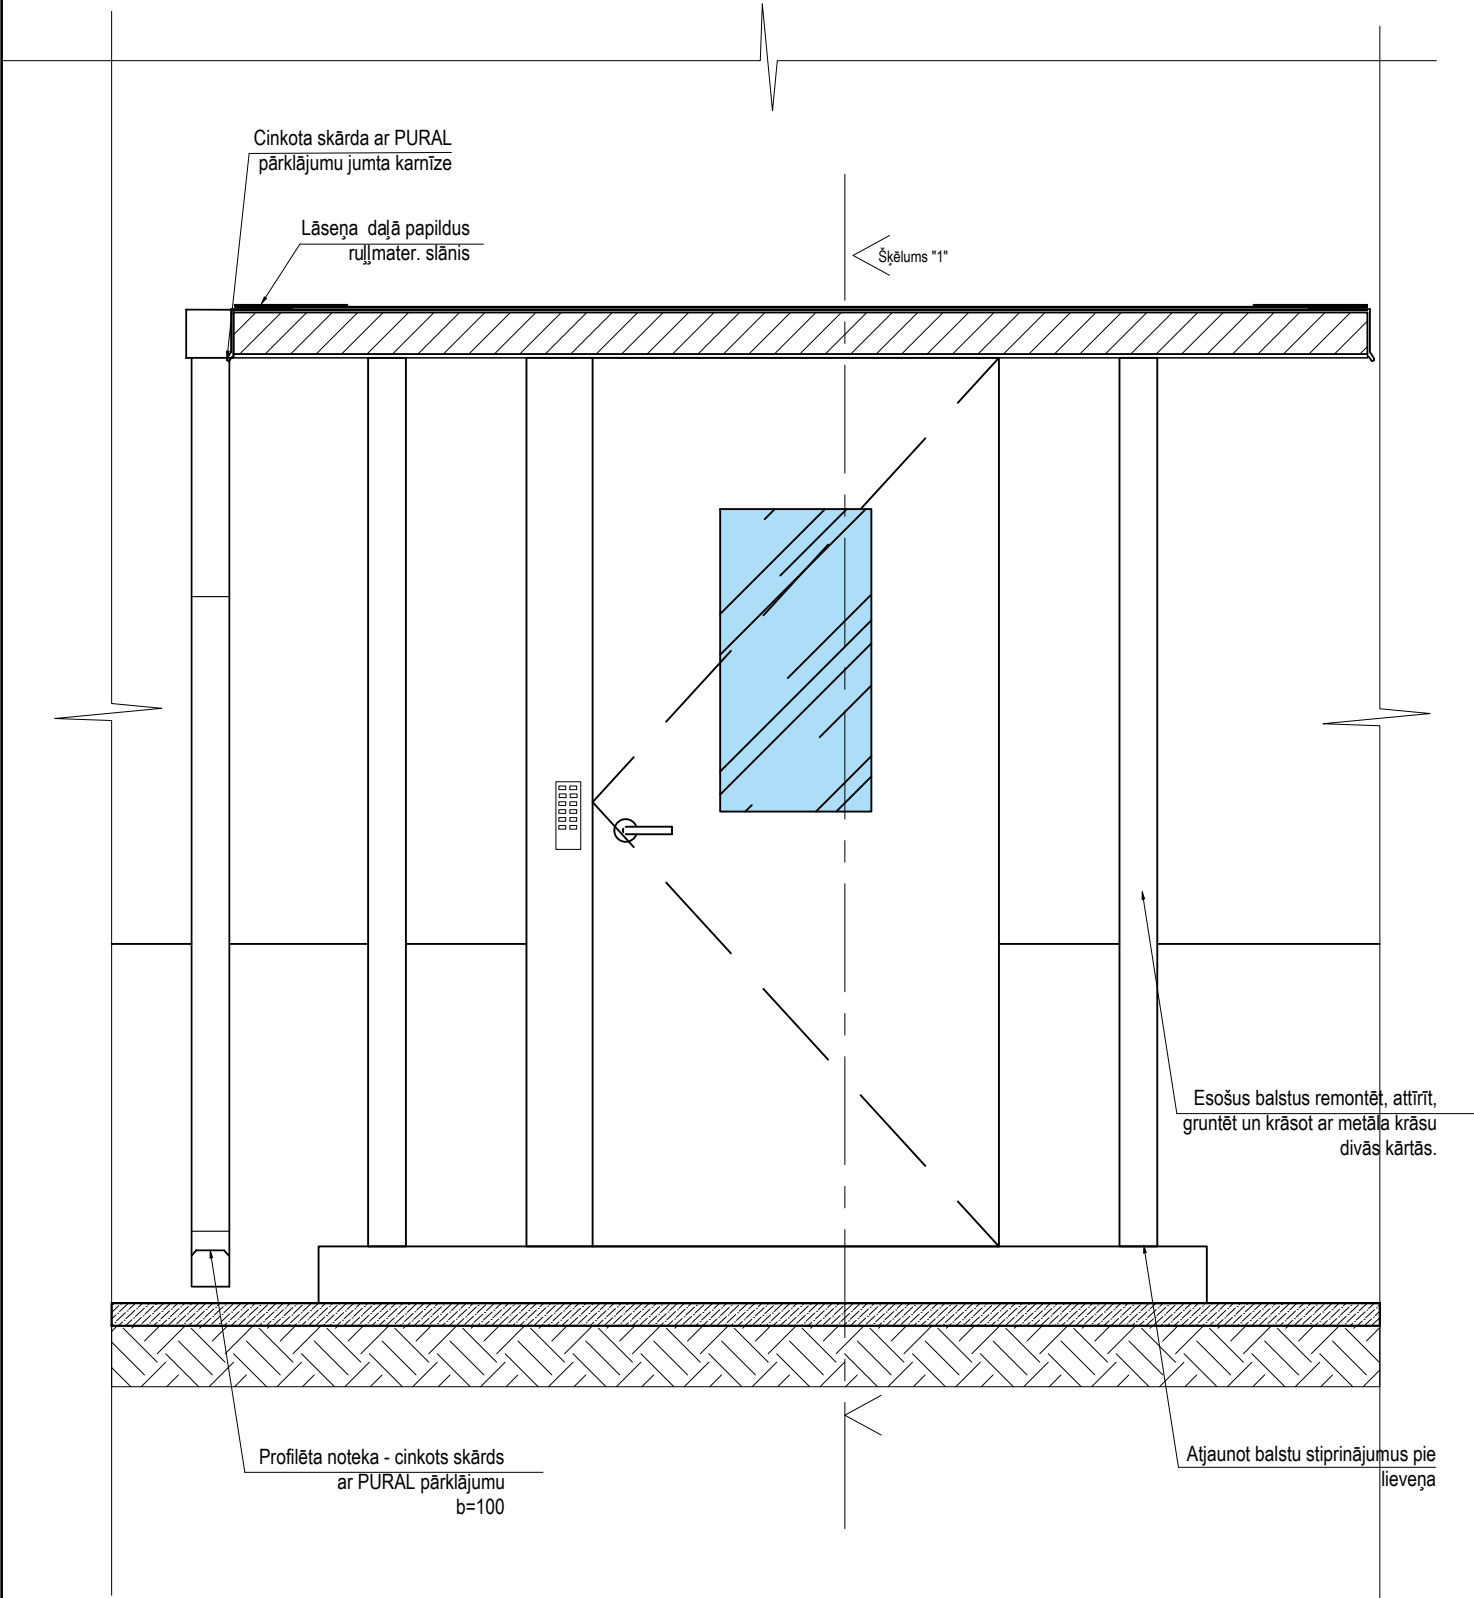 Cinkota skārda ar PURAL
pārklājumu jumta karnīze
Lāseņa daļā papildus
ruļļmater. slānis
Šķēlums "1"
Esošus balstus remontēt, attīrīt,
gruntēt un krāsot ar metāla krāsu
divās kārtās.
Profilēta noteka - cinkots skārds
ar PURAL pārklājumu
b=100
Atjaunot balstu stiprinājumus pie
lieveņa